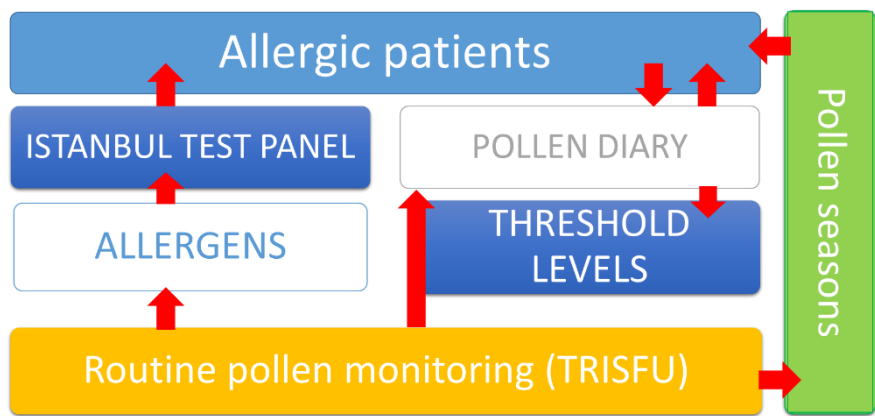 Allergic patients
ISTANBUL TEST PANEL
POLLEN DIARY
ALLERGENS
THRESHOLD
LEVELS
Routine pollen monitoring (TRISFU)
Pollen seasons